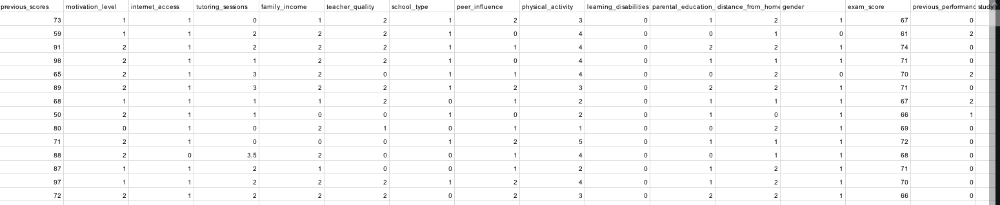 previous_scores motivation_level internet_access tutoring_sessions family_income teacher_quality school_type peer_influence physical_activity learning_disabilities parental_education_ distance_from_home gender exam_score previous_performanc study
73 1 1 0 1 2 1 2 3 0 1 2 1 67 0
59 1 1 2 2 2 1 0 4 0 0 1 0 61 2
91 2 1 2 2 2 1 1 4 0 2 2 1 74 0
98 2 1 1 2 2 1 0 4 0 1 1 1 71 0
65 2 1 3 2 0 1 1 4 0 0 2 0 70 2
89 2 1 3 2 2 1 2 3 0 2 2 1 71 0
68 1 1 1 1 2 0 1 2 0 1 1 1 67 2
50 2 1 1 0 0 1 0 2 0 1 0 1 66 1
80 0 1 0 2 1 0 1 1 0 0 2 1 69 0
71 2 1 0 0 0 1 2 5 0 1 1 1 72 0
88 2 0 3.5 2 0 0 1 4 0 0 1 1 68 0
87 1 1 2 1 0 0 1 2 0 1 2 1 71 0
97 1 1 2 2 2 1 2 4 0 1 2 1 70 0
72 2 1 2 2 2 0 2 3 0 2 2 1 66 0